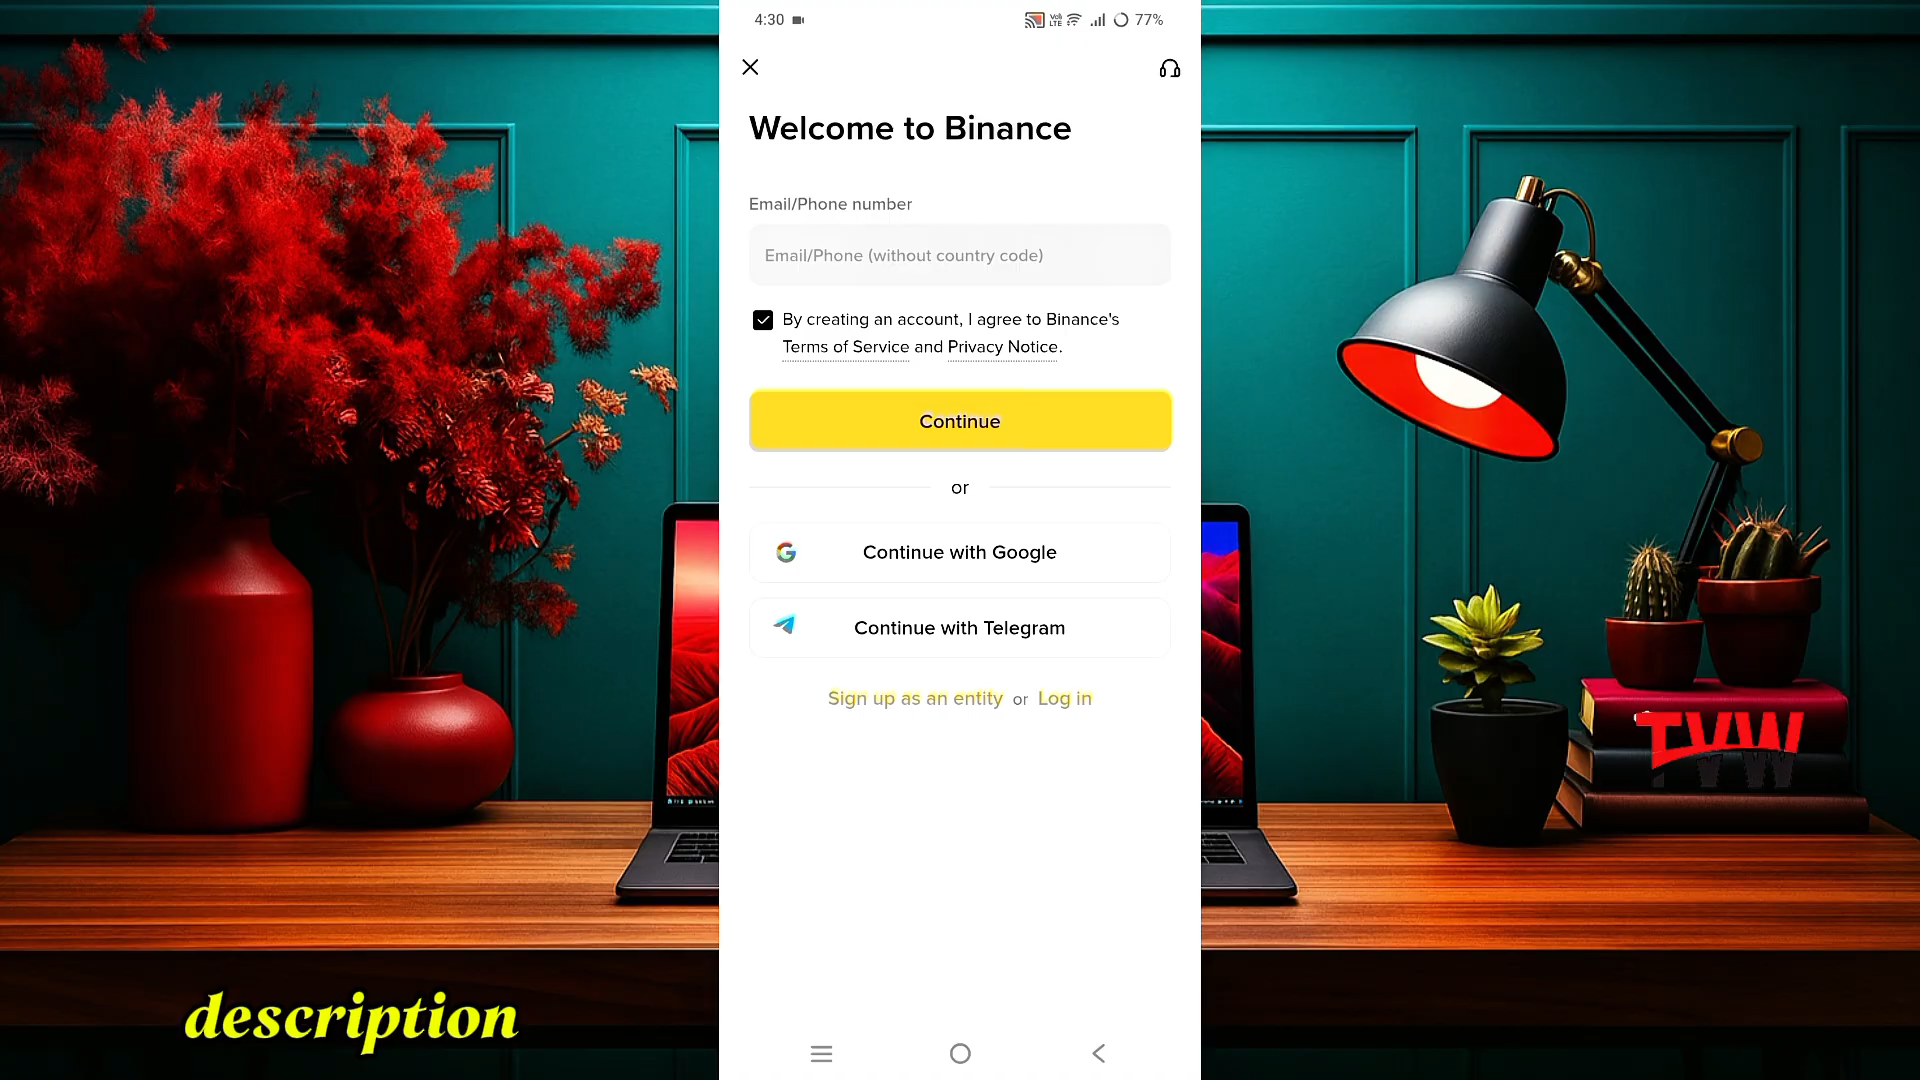 4:30
Vo)) LTE
77%
Welcome to Binance
Email/Phone number
Email/Phone (without country code)
By creating an account, I agree to Binance's
Terms of Service and Privacy Notice.
Continue
or
Continue with Google
Continue with Telegram
Sign up as an entity or Log in
TVW
description